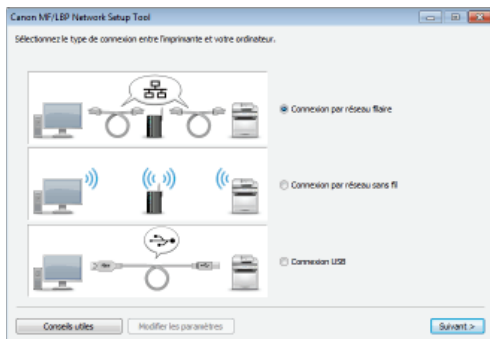 Canon MF/LBP Network Setup Tool
Sélectionnez le type de connexion entre l'imprimante et votre ordinateur.
Connexion par réseau filaire
Connexion par réseau sans fil
Connexion USB
Conseils utiles
Modifier les paramètres
Suivant >